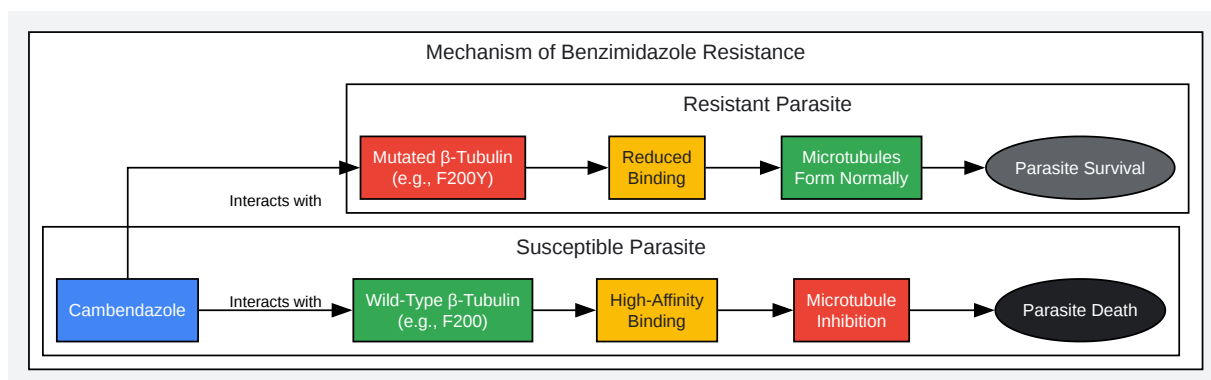 Mechanism of Benzimidazole Resistance
Resistant Parasite
Mutated β-Tubulin
(e.g., F200Y)
Reduced
Binding
Microtubules
Form Normally
Parasite Survival
Interacts with
Susceptible Parasite
Cambendazole
Interacts with
Wild-Type β-Tubulin
(e.g., F200)
High-Affinity
Binding
Microtubule
Inhibition
Parasite Death